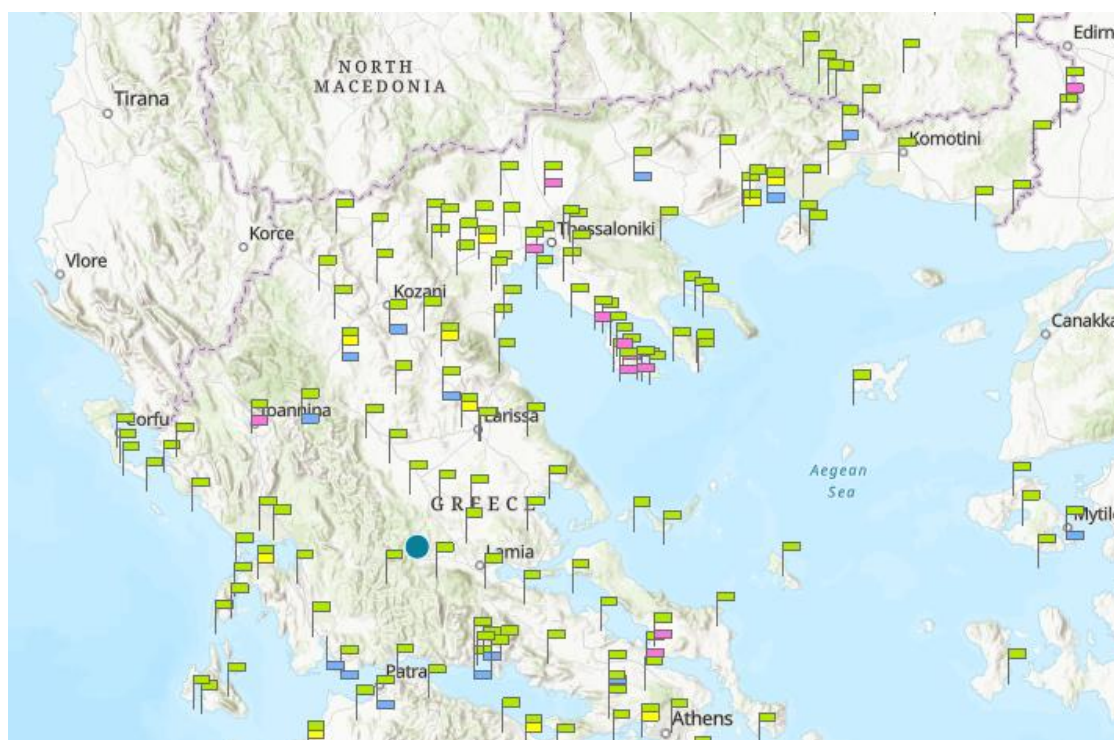 NORTH
MACEDONIA
Edirn
Tirana
Komotini
Korce
Thessaloniki
Vlore
Kozani
Canakka
Corfu
Ioannina
Larissa
Aegean
Sea
GREECE
Mytile
Lamia
Patra
Athens